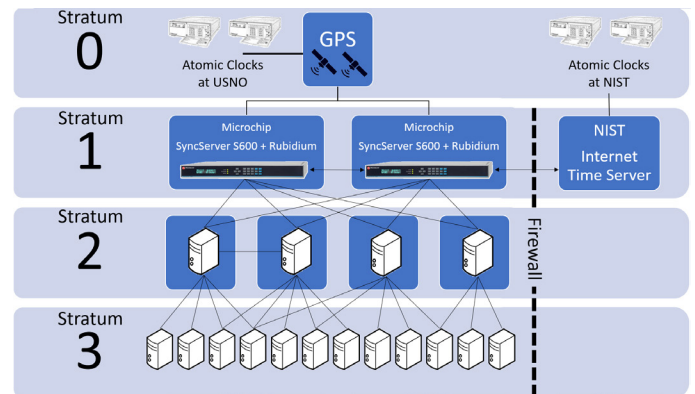 Stratum
0
GPS
Atomic Clocks
at USNO
Atomic Clocks
at NIST
Stratum
1
Microchip
SyncServer S600 + Rubidium
Microchip
SyncServer S600 + Rubidium
NIST
Internet
Time Server
Stratum
2
Firewall
Stratum
3